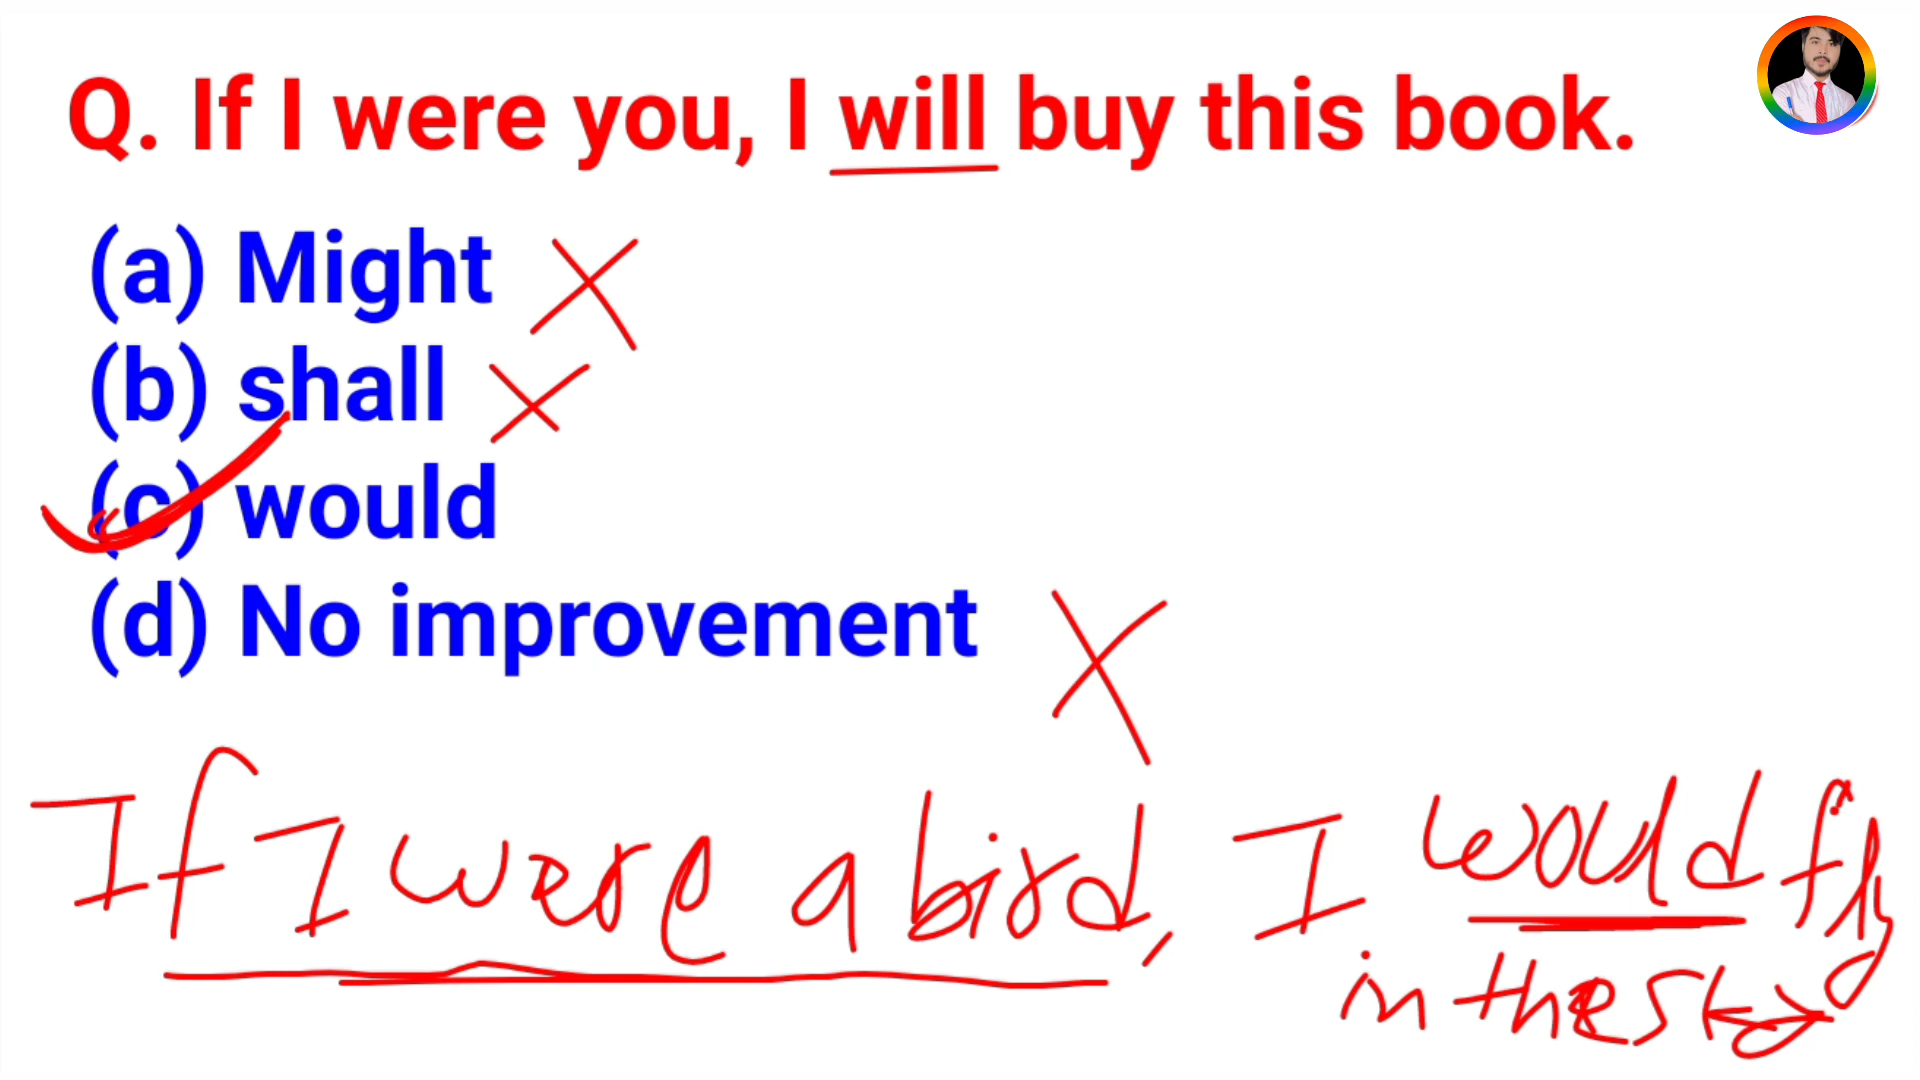 Q. If I were you, I will buy this book.
(a) Might
(b) shall
(c) would
(d) No improvement
If I were a bird, I would fly
in the sky